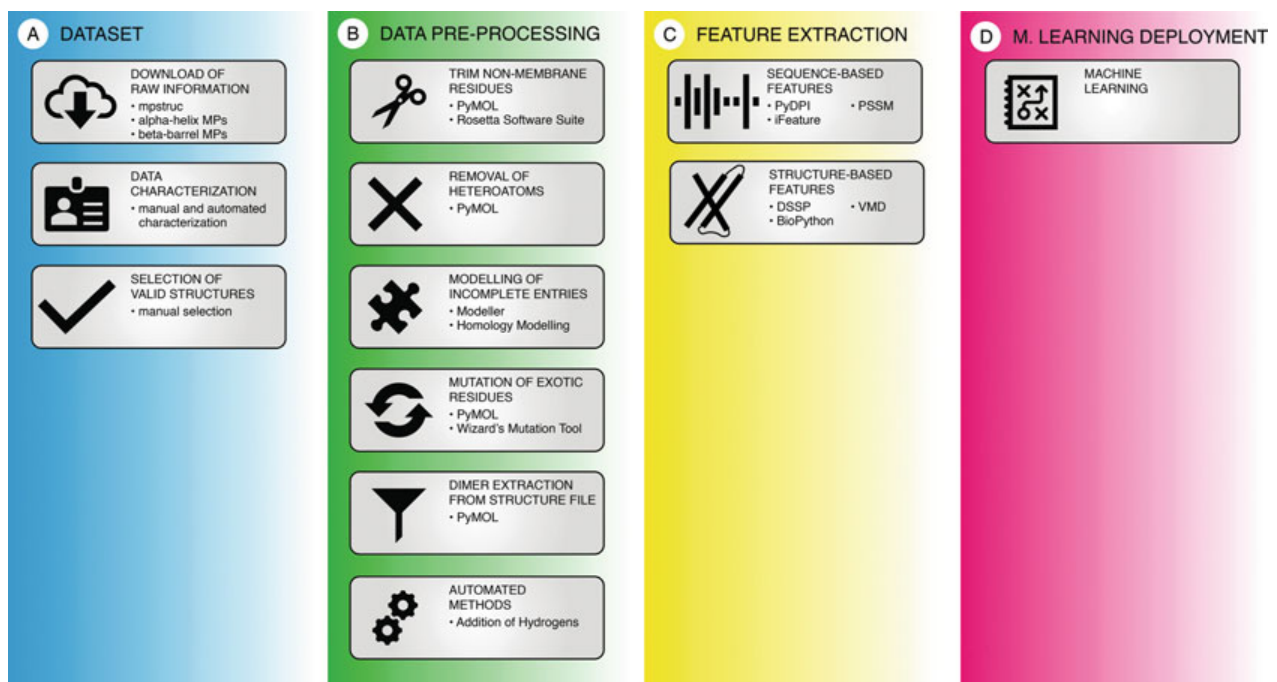 A DATASET
DOWNLOAD OF
RAW INFORMATION
• mpstruc
• alpha-helix MPs
• beta-barrel MPs
DATA
CHARACTERIZATION
• manual and automated
characterization
SELECTION OF
VALID STRUCTURES
• manual selection
B DATA PRE-PROCESSING
TRIM NON-MEMBRANE
RESIDUES
• PyMOL
• Rosetta Software Suite
REMOVAL OF
HETEROATOMS
• PyMOL
MODELLING OF
INCOMPLETE ENTRIES
• Modeller
• Homology Modelling
MUTATION OF EXOTIC
RESIDUES
• PyMOL
• Wizard's Mutation Tool
DIMER EXTRACTION
FROM STRUCTURE FILE
• PyMOL
AUTOMATED
METHODS
• Addition of Hydrogens
C FEATURE EXTRACTION
SEQUENCE-BASED
FEATURES
• PyDPI • PSSM
• iFeature
STRUCTURE-BASED
FEATURES
• DSSP • VMD
• BioPython
D M. LEARNING DEPLOYMENT
MACHINE
LEARNING